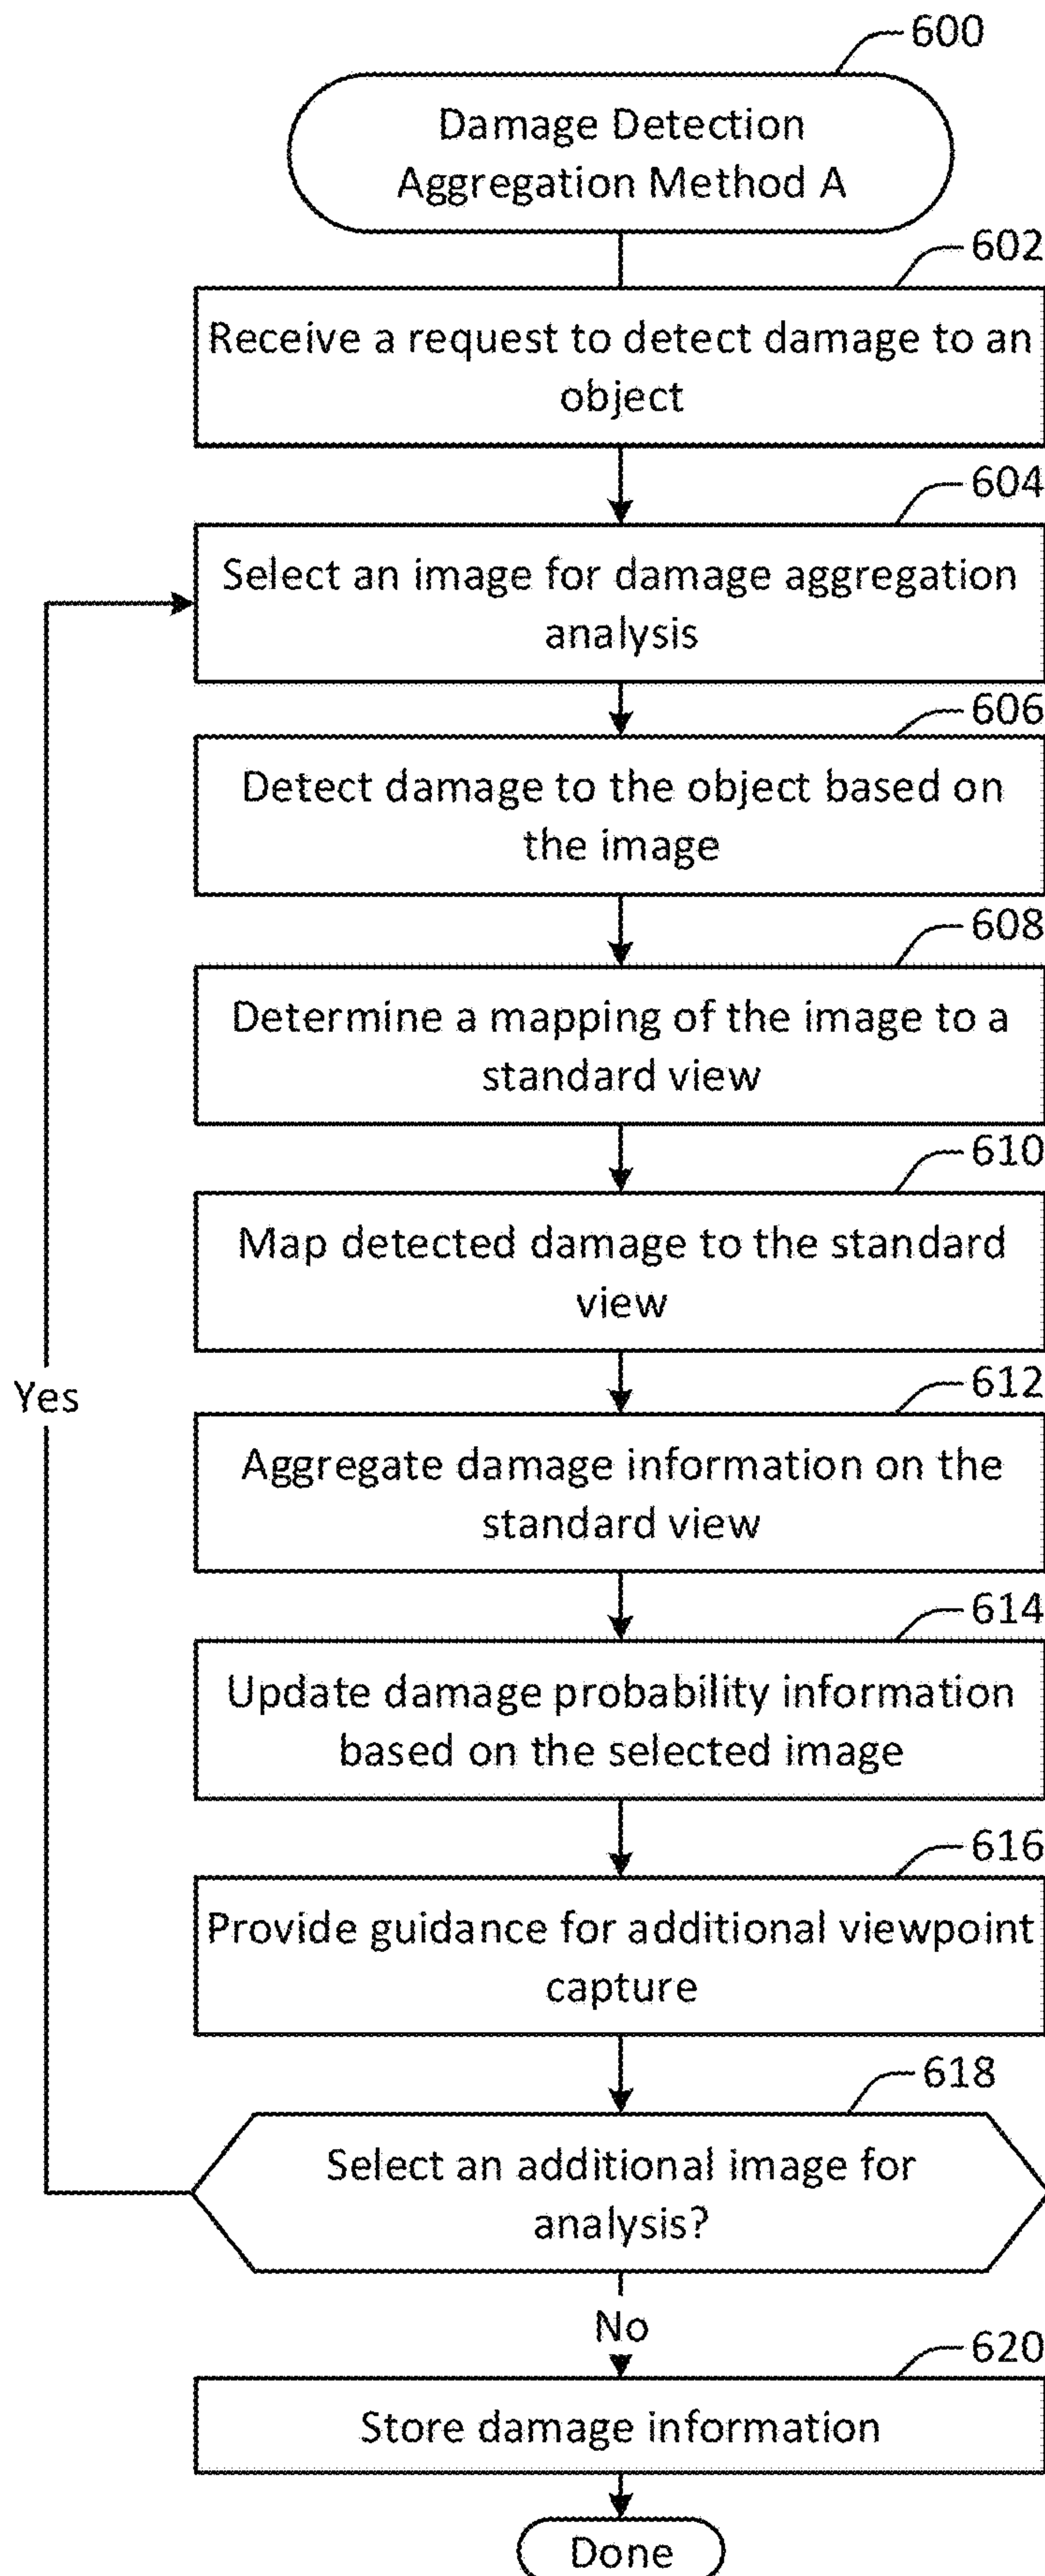 600
Damage Detection
Aggregation Method A
602
Receive a request to detect damage to an
object
604
Select an image for damage aggregation
analysis
606
Detect damage to the object based on
the image
608
Determine a mapping of the image to a
standard view
610
Map detected damage to the standard
view
Yes
612
Aggregate damage information on the
standard view
614
Update damage probability information
based on the selected image
616
Provide guidance for additional viewpoint
capture
618
Select an additional image for
analysis?
No
620
Store damage information
Done